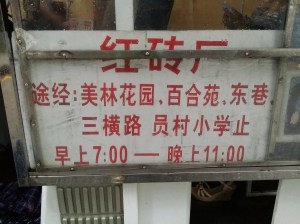 红砖厂
途经:美林花园、百合苑、东巷
三横路 员村小学止
早上7:00 — 晚上11:00